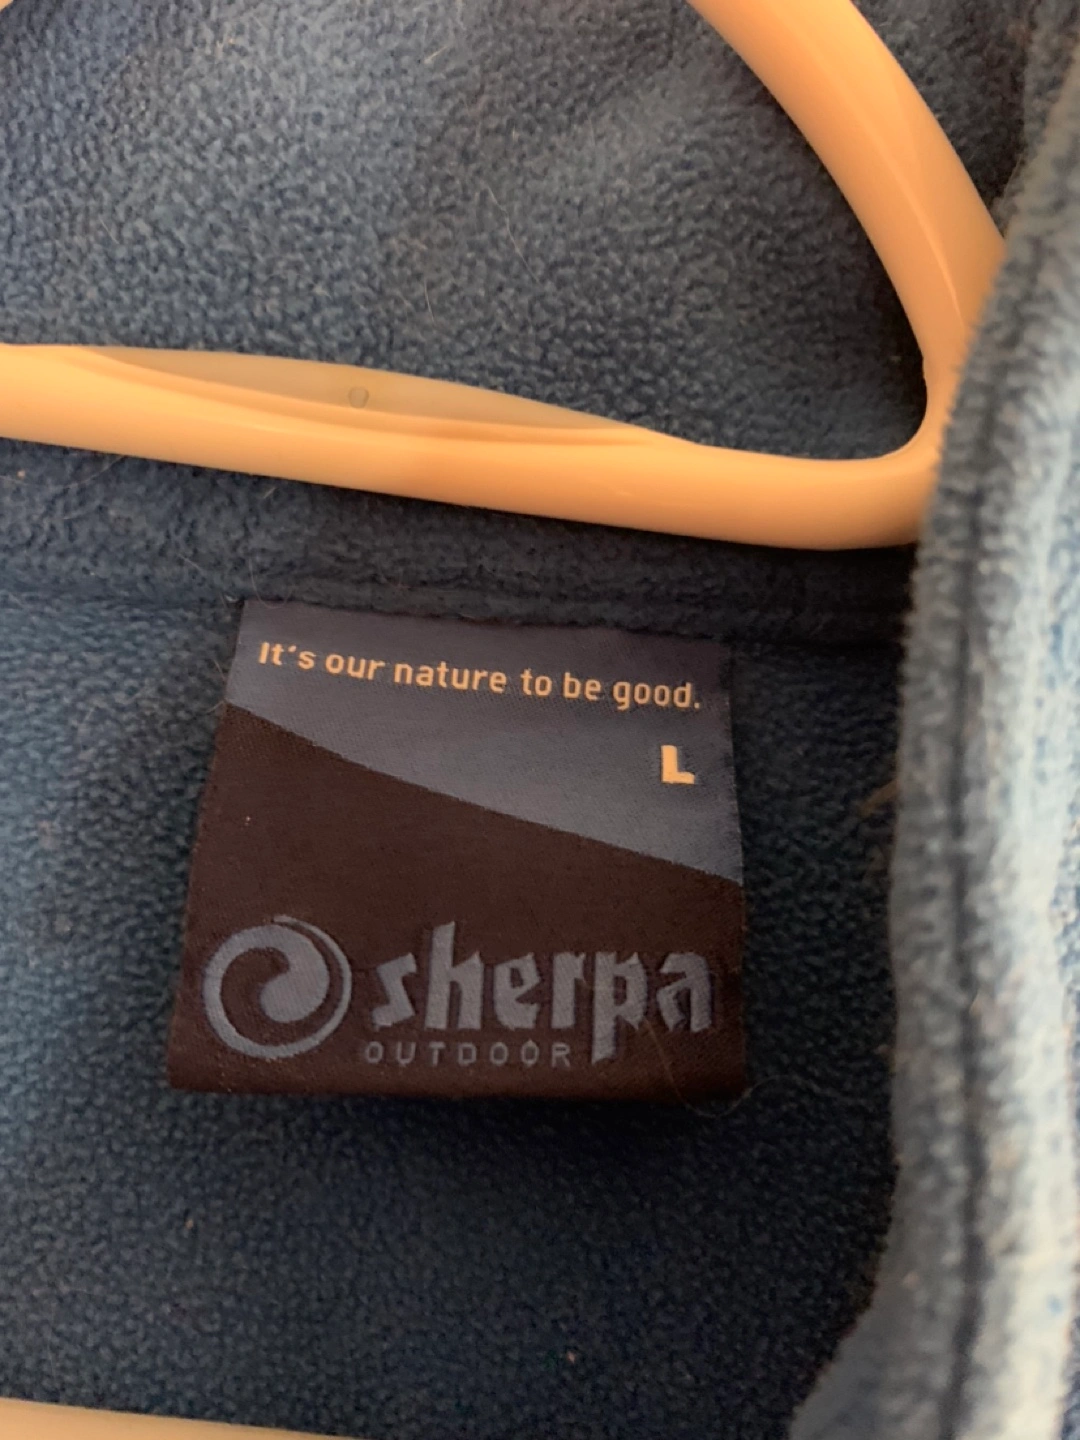 It's our nature to be good.
L
sherpa
OUTDOOR